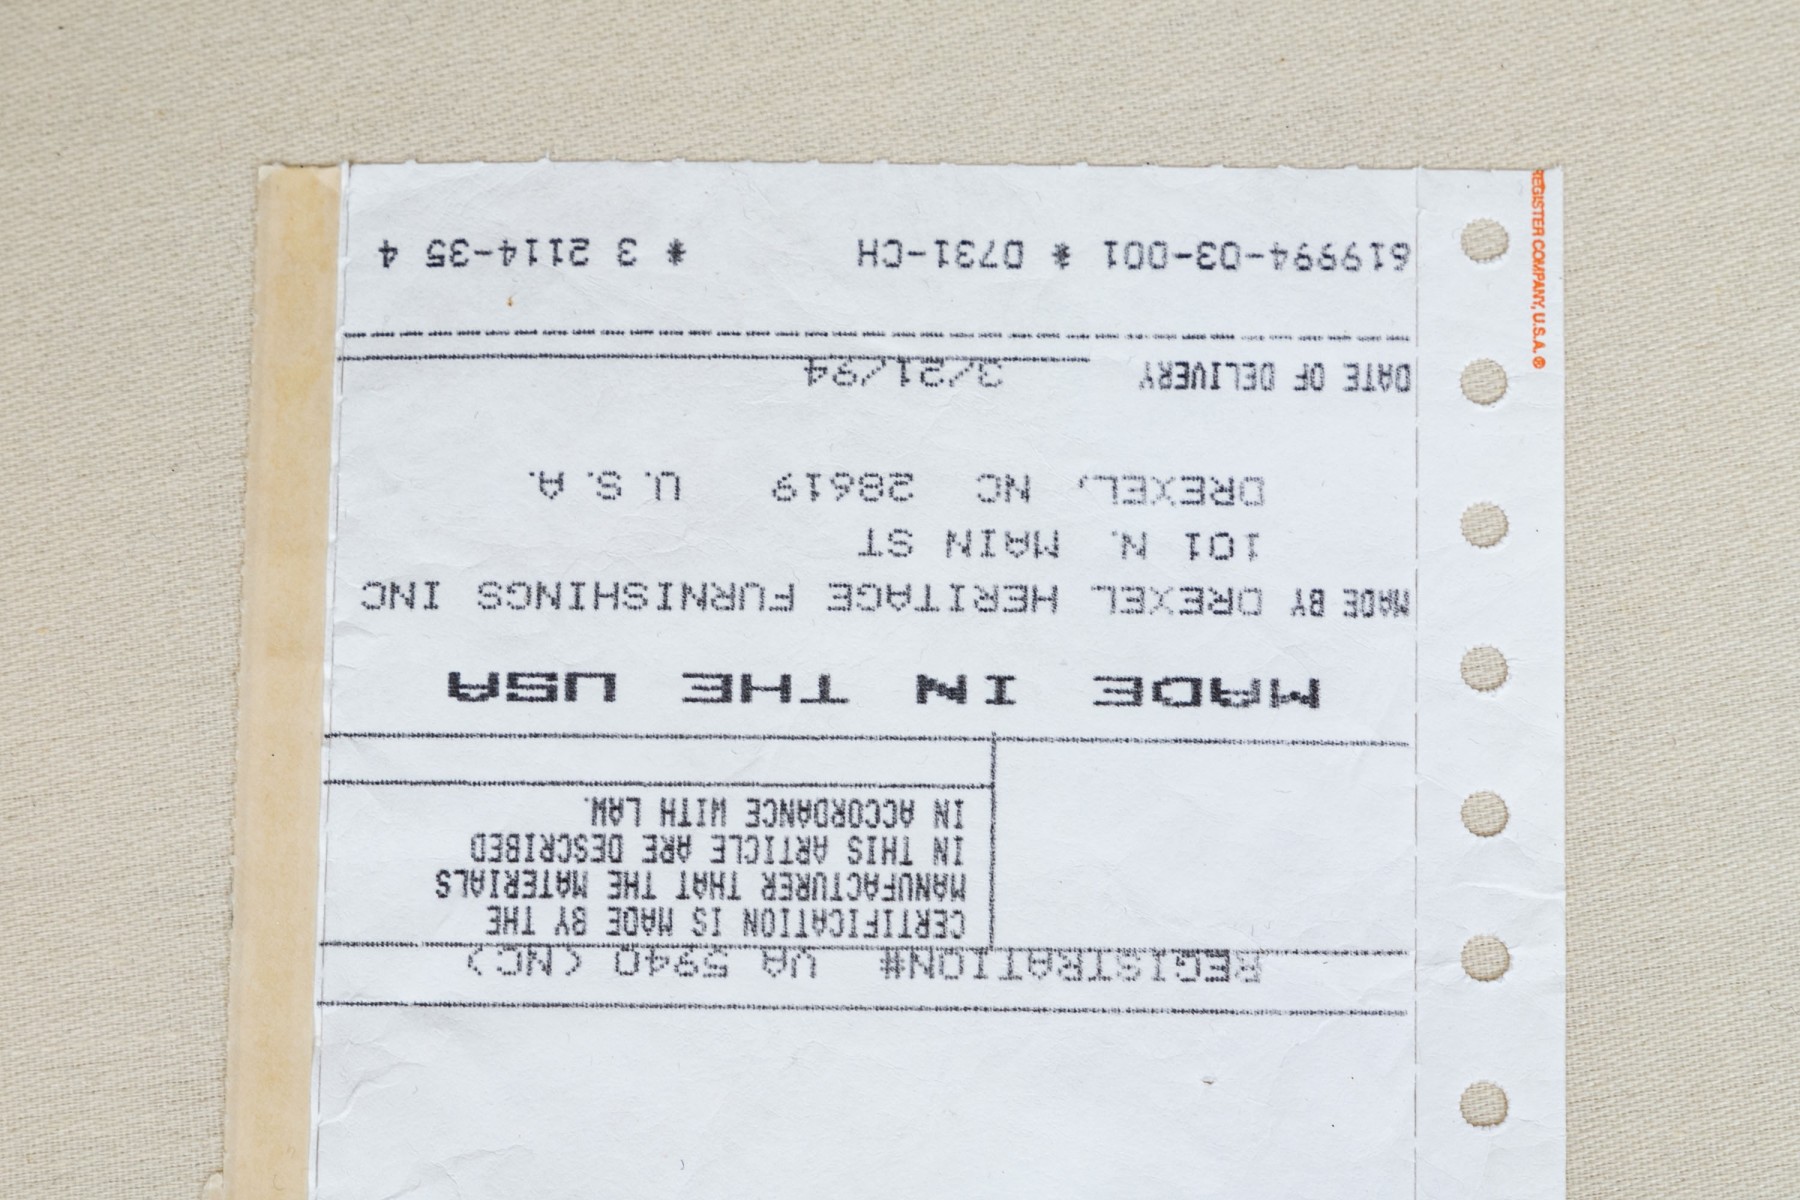 REGISTRATION# VA 5940 (NC)
CERTIFICATION IS MADE BY THE
MANUFACTURER THAT THE MATERIALS
IN THIS ARTICLE ARE DESCRIBED
IN ACCORDANCE WITH LAW.
MADE IN THE USA
MADE BY DREXEL HERITAGE FURNISHINGS INC
101 N. MAIN ST
DREXEL, NC 28619 U.S.A.
DATE OF DELIVERY 3/21/94
619994-03-001 * 0731-CH * 3 2114-35 4
REGISTER COMPANY, U.S.A.®